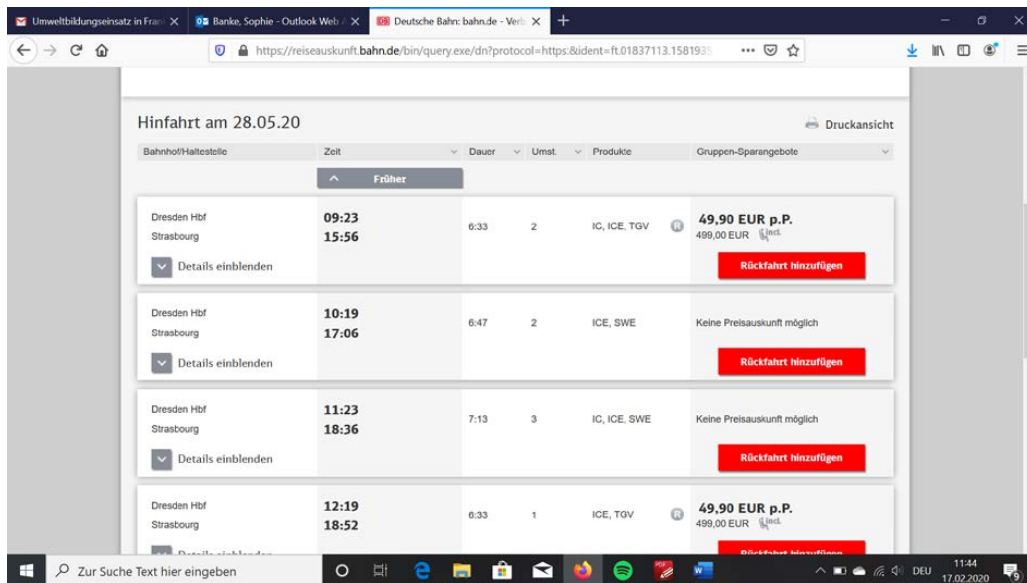 Umweltbildungseinsatz in Fran
Banke, Sophie - Outlook Web
Deutsche Bahn: bahn.de - Verb
https://reiseauskunft.bahn.de/bin/query.exe/dn?protocol=https:&ident=ft.01837113.1581935
Hinfahrt am 28.05.20
Druckansicht
Bahnhof/Haltestelle Zeit Dauer Umst. Produkte Gruppen-Sparangebote
Früher
Dresden Hbf 09:23 49,90 EUR p.P.
6:33 2 IC, ICE, TGV R
Strasbourg 15:56 499,00 EUR incl.
Details einblenden Rückfahrt hinzufügen
Dresden Hbf 10:19
6:47 2 ICE, SWE Keine Preisauskunft möglich
Strasbourg 17:06
Details einblenden Rückfahrt hinzufügen
Dresden Hbf 11:23
7:13 3 IC, ICE, SWE Keine Preisauskunft möglich
Strasbourg 18:36
Details einblenden Rückfahrt hinzufügen
Dresden Hbf 12:19 49,90 EUR p.P.
6:33 1 ICE, TGV R
Strasbourg 18:52 499,00 EUR incl.
Details einblenden Rückfahrt hinzufügen
Zur Suche Text hier eingeben
DEU
11:44
17.02.2020